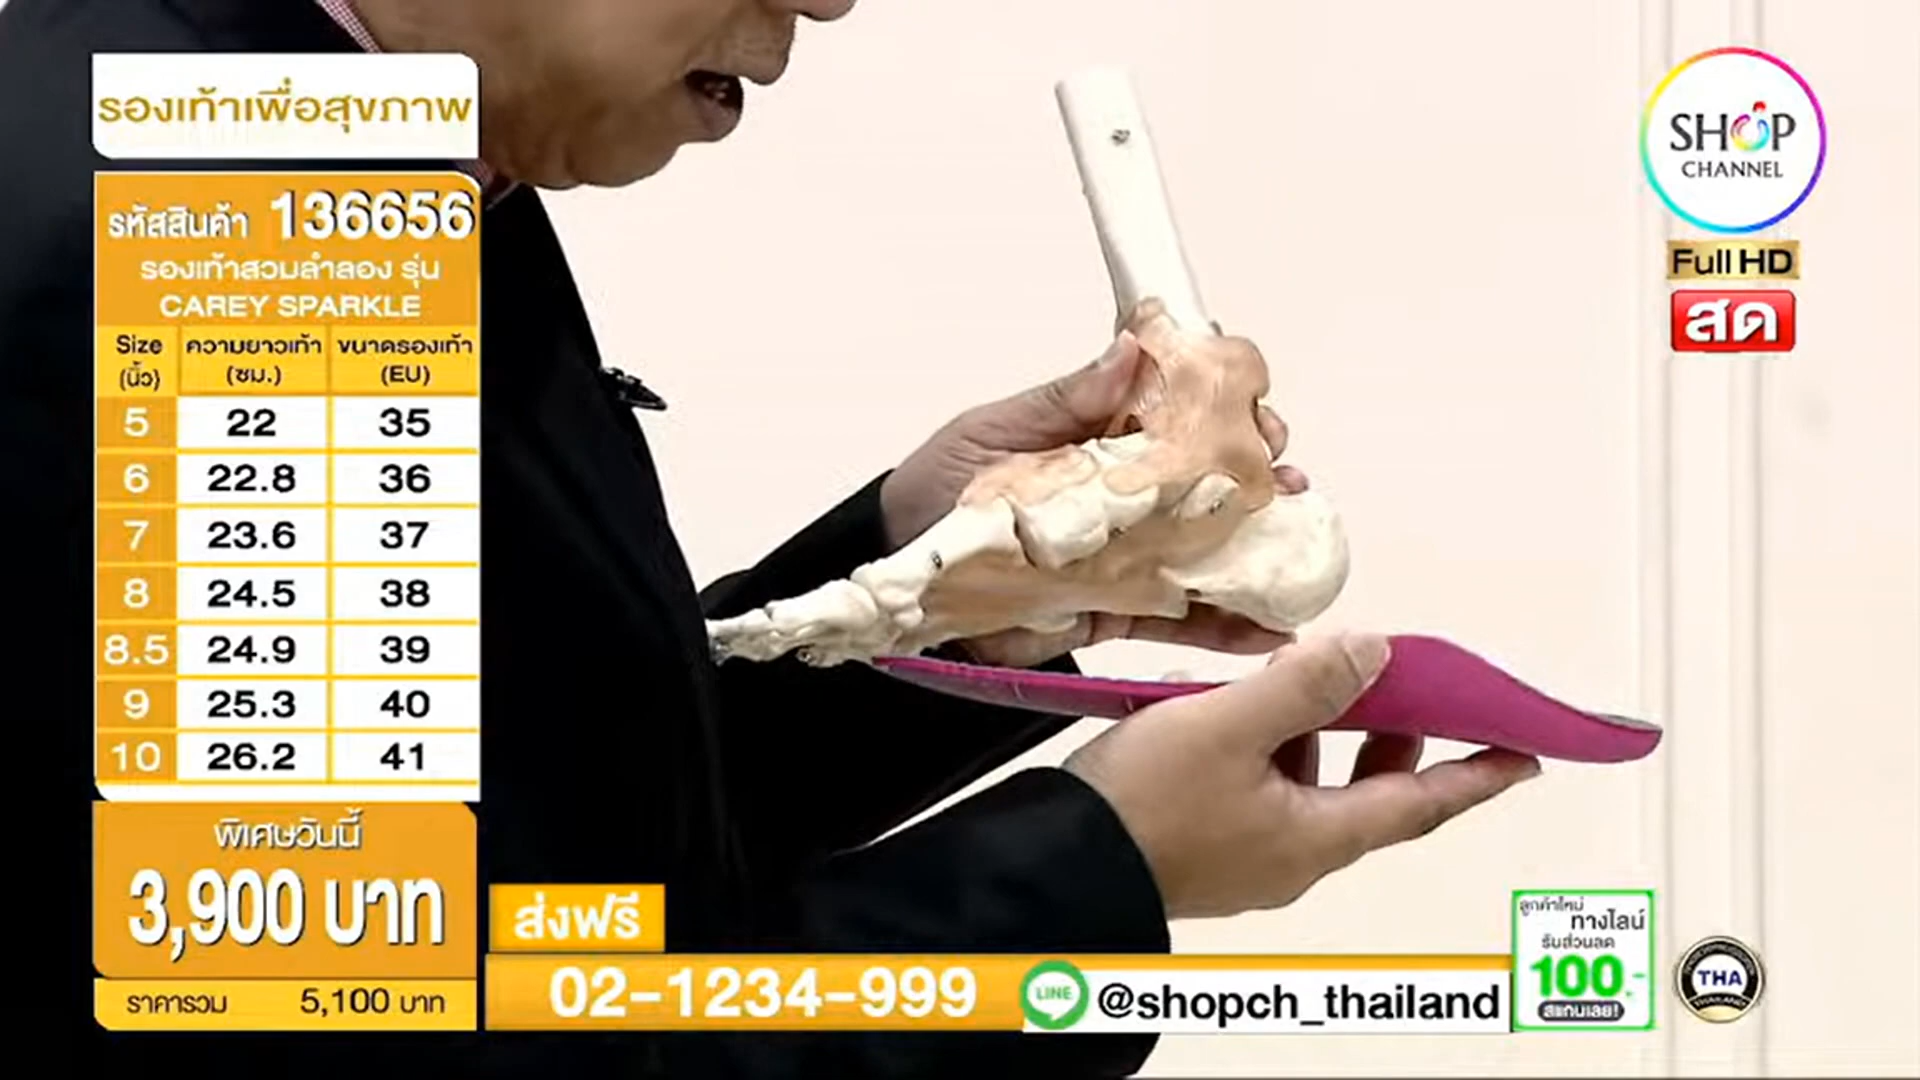 รองเท้าเพื่อสุขภาพ
รหัสสินค้า 136656
รองเท้าสวมลำลอง รุ่น
CAREY SPARKLE
Size (นิ้ว) ความยาวเท้า (ซม.) ขนาดรองเท้า (EU)
5 22 35
6 22.8 36
7 23.6 37
8 24.5 38
8.5 24.9 39
9 25.3 40
10 26.2 41
พิเศษวันนี้
3,900 บาท
ราคารวม 5,100 บาท
ส่งฟรี
02-1234-999
LINE @shopch_thailand
ลูกค้าใหม่
ทางไลน์
รับส่วนลด
100.-
สแกนเลย!
SHOP
CHANNEL
Full HD
สด
THA